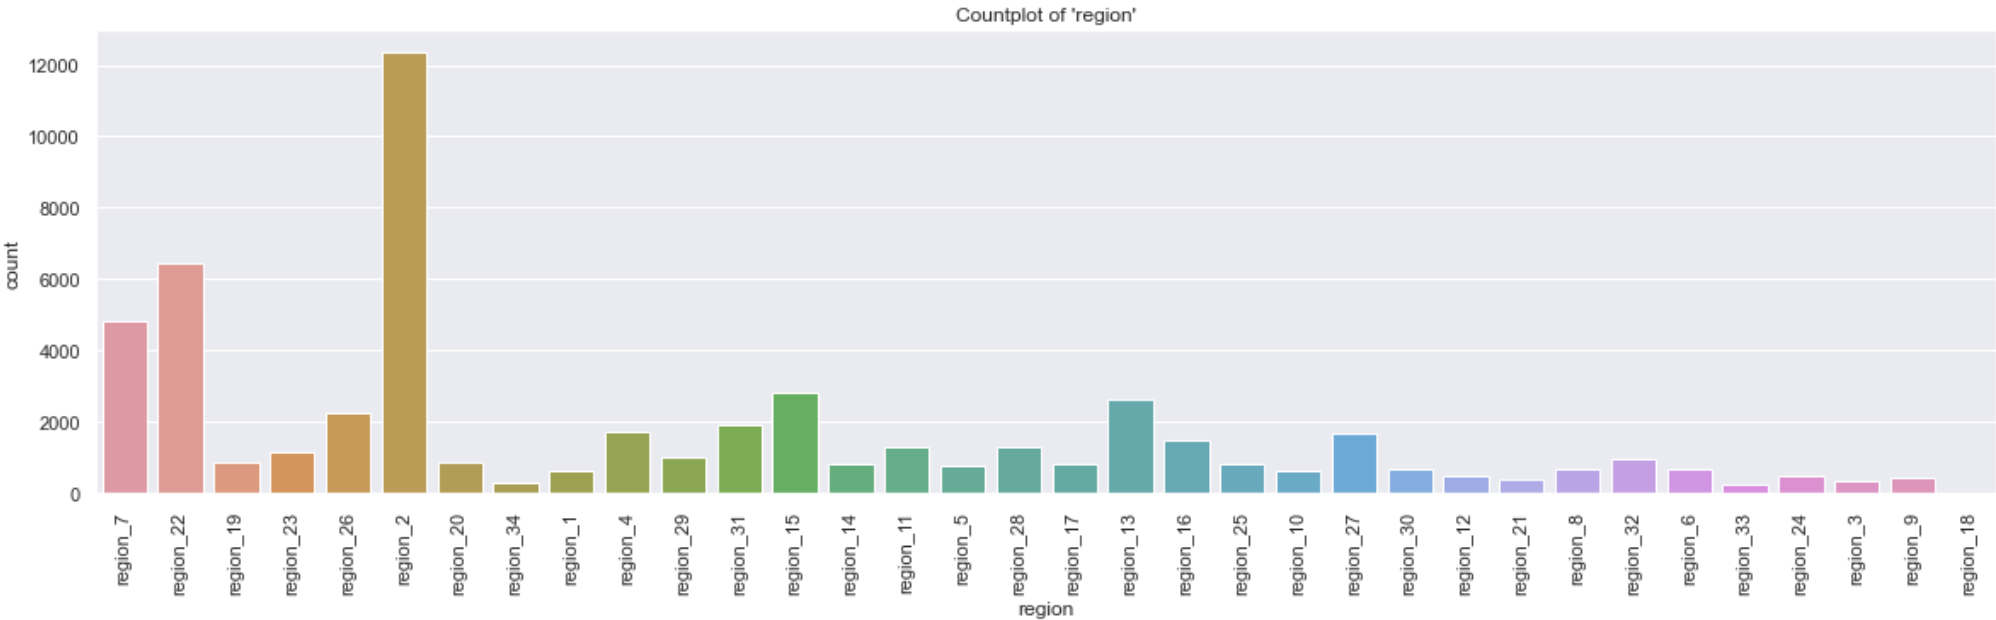 Countplot of 'region'
count
12000
10000
8000
6000
4000
2000
0
region_7
region_22
region_19
region_23
region_26
region_2
region_20
region_34
region_1
region_4
region_29
region_31
region_15
region_14
region_11
region_5
region_28
region_17
region_13
region_16
region_25
region_10
region_27
region_30
region_12
region_21
region_8
region_32
region_6
region_33
region_24
region_3
region_9
region_18
region